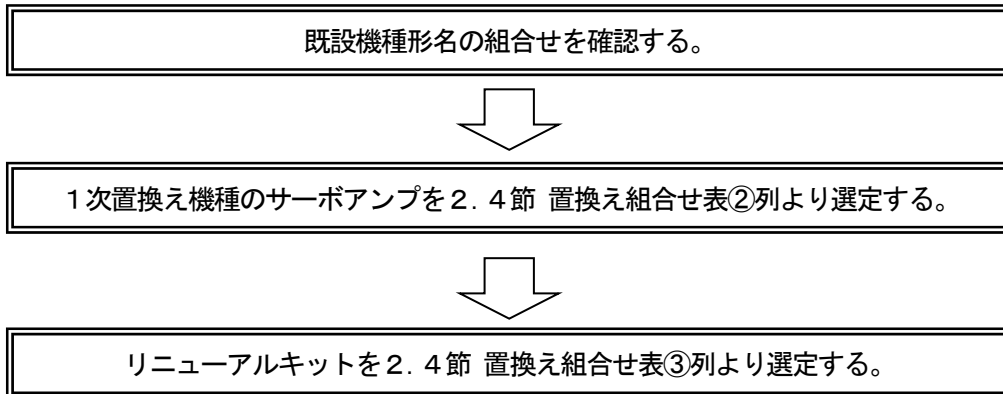 既設機種形名の組合せを確認する。
1次置換え機種のサーボアンプを2.4節 置換え組合せ表②列より選定する。
リニューアルキットを2.4節 置換え組合せ表③列より選定する。